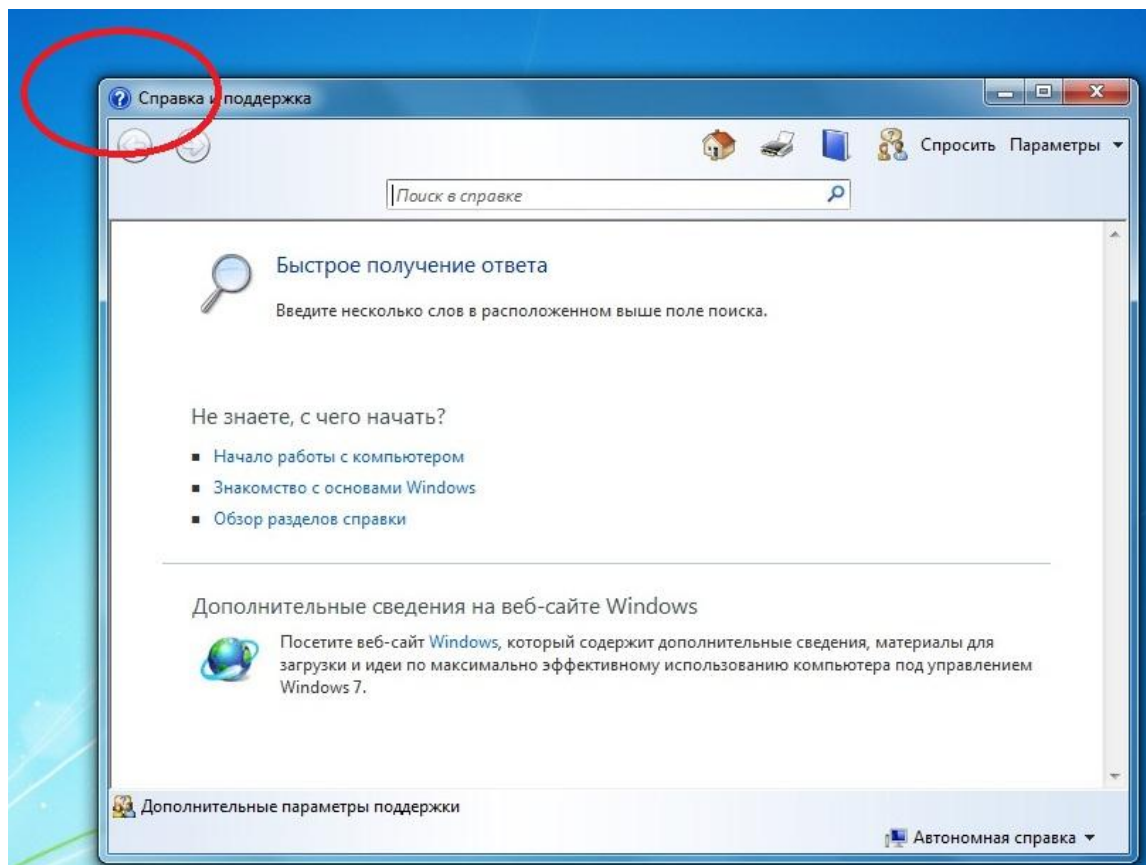 Справка и поддержка
Спросить Параметры
Поиск в справке
Быстрое получение ответа
Введите несколько слов в расположенном выше поле поиска.
Не знаете, с чего начать?
Начало работы с компьютером
Знакомство с основами Windows
Обзор разделов справки
Дополнительные сведения на веб-сайте Windows
Посетите веб-сайт Windows, который содержит дополнительные сведения, материалы для
загрузки и идеи по максимально эффективному использованию компьютера под управлением
Windows 7.
Дополнительные параметры поддержки
Автономная справка